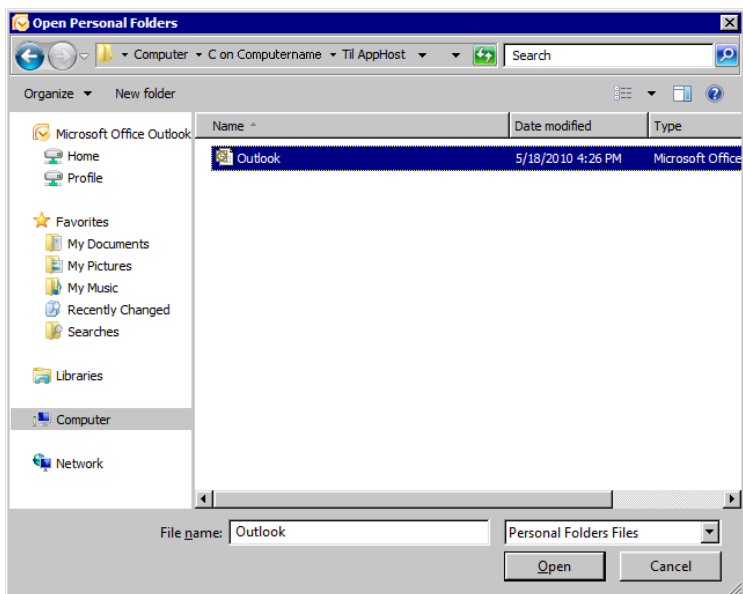 Open Personal Folders
Computer C on Computername Til AppHost Search
Organize New folder
Name Date modified Type
Outlook 5/18/2010 4:26 PM Microsoft Office
Microsoft Office Outlook
Home
Profile
Favorites
My Documents
My Pictures
My Music
Recently Changed
Searches
Libraries
Computer
Network
File name: Outlook Personal Folders Files
Open Cancel